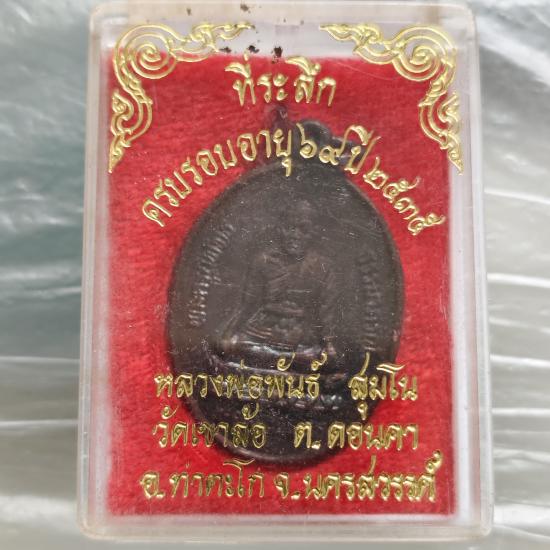 ที่ระลึก
ครบรอบอายุ ๖๙ ปี ๒๕๓๕
หลวงพ่อพันธ์ สุมโน
วัดเขาล้อ ต.ดอนคา
อ.ท่าตะโก จ.นครสวรรค์